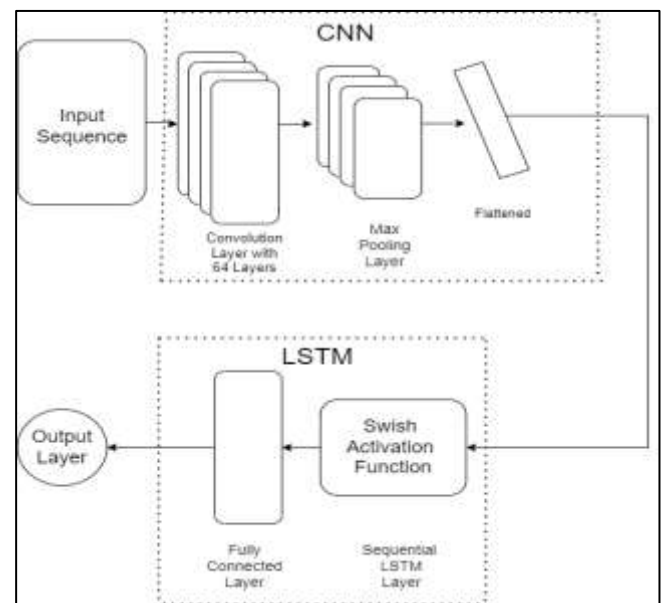 CNN
Input
Sequence
Convolution
Layer with
64 Layers
Max
Pooling
Layer
Flattened
LSTM
Swish
Activation
Function
Output
Layer
Fully
Connected
Layer
Sequential
LSTM
Layer